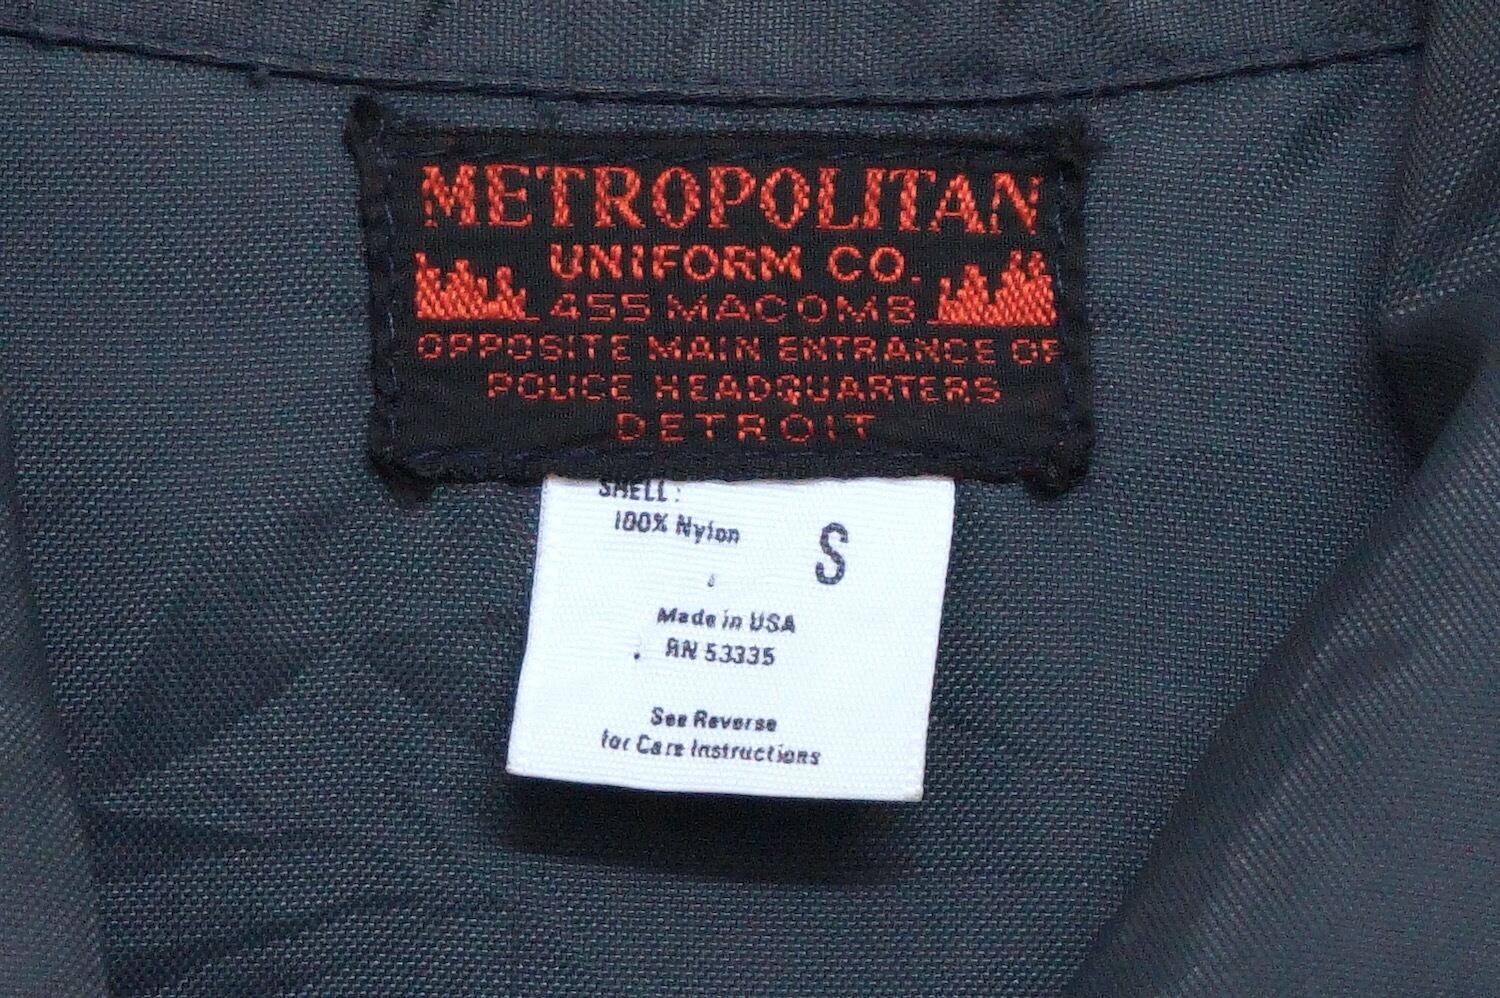 METROPOLITAN
UNIFORM CO.
455 MACOMB
OPPOSITE MAIN ENTRANCE OF
POLICE HEADQUARTERS
DETROIT
SHELL:
100% Nylon
S
Made in USA
RN 53335
See Reverse
for Care Instructions